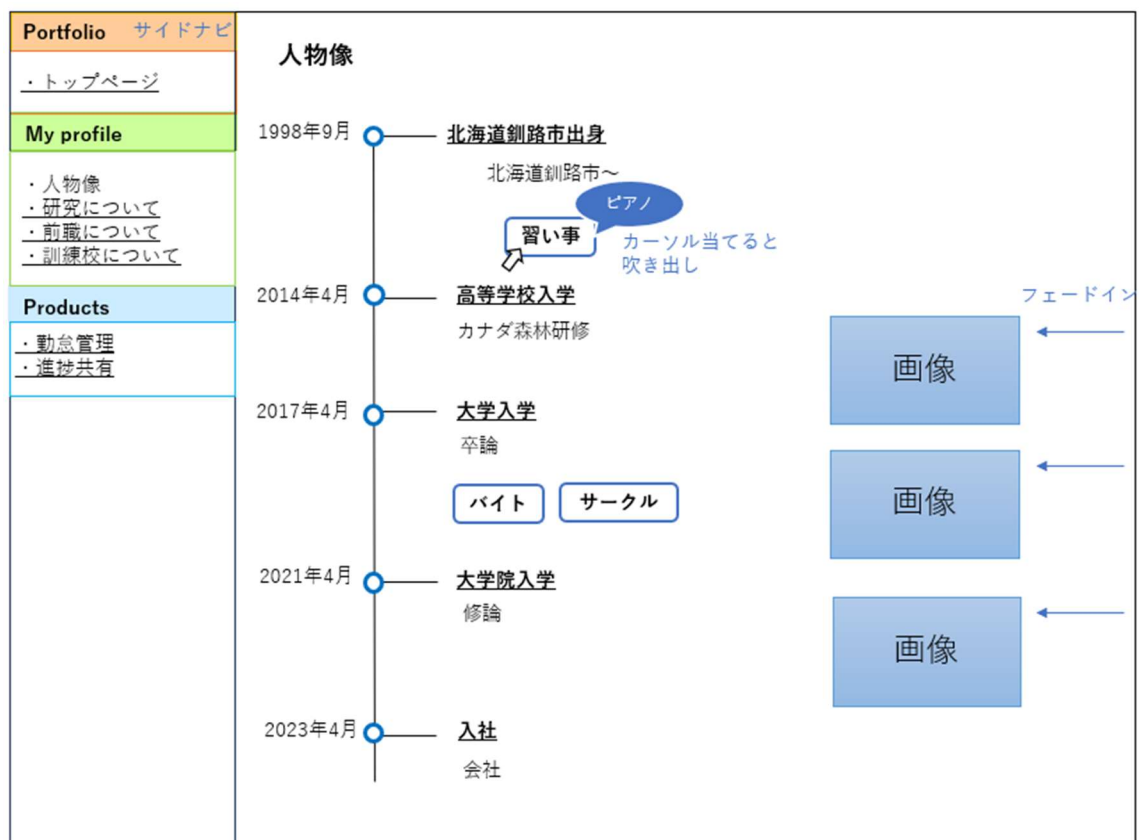 Portfolio サイドナビ
・トップページ
My profile
・人物像
・研究について
・前職について
・訓練校について
Products
・勤怠管理
・進捗共有
人物像
1998年9月 北海道釧路市出身
北海道釧路市~
ピアノ
習い事
カーソル当てると
吹き出し
2014年4月 高等学校入学
カナダ森林研修
フェードイン
画像
2017年4月 大学入学
卒論
バイト サークル
画像
2021年4月 大学院入学
修論
画像
2023年4月 入社
会社